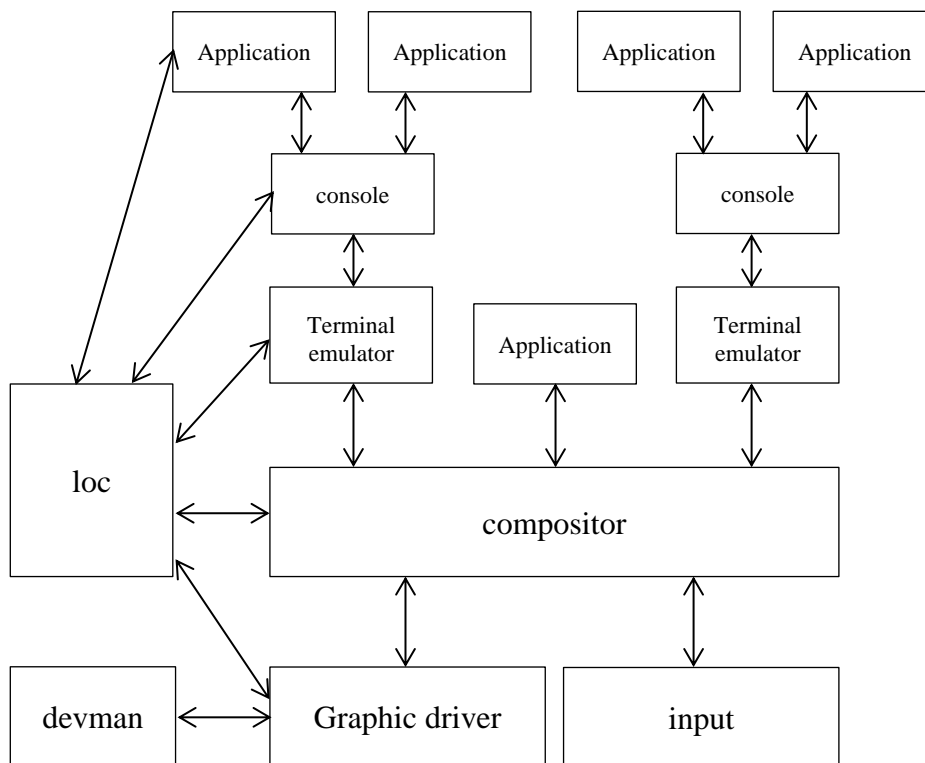 Application
Application
Application
Application
console
console
Terminal
emulator
Application
Terminal
emulator
loc
compositor
devman
Graphic driver
input